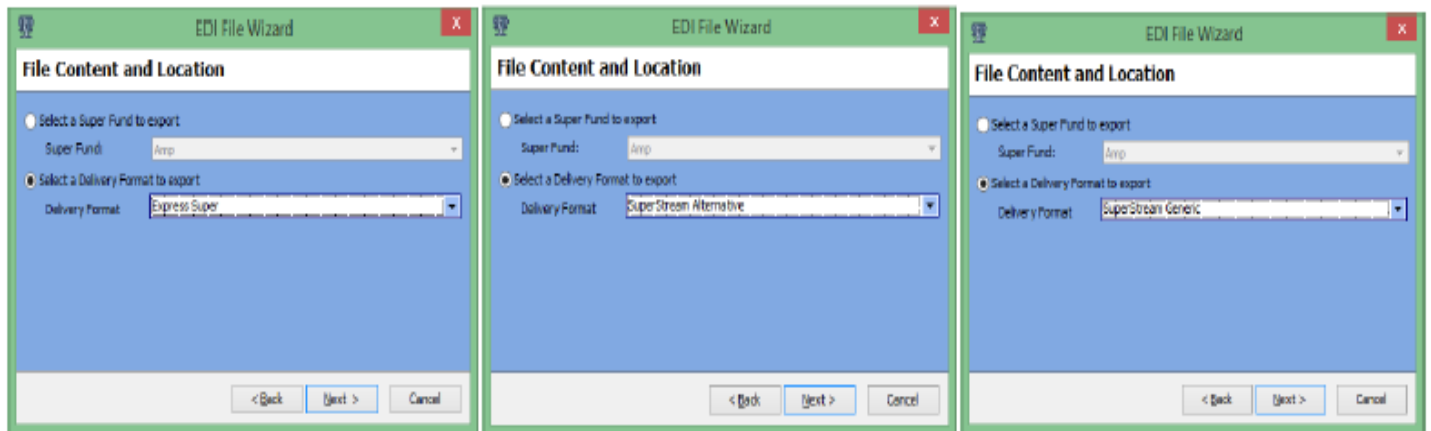 EDI File Wizard
X
File Content and Location
Select a Super Fund to export
Super Fund:
Amp
Select a Delivery Format to export
Delivery Format
Express Super
< Back
Next >
Cancel
EDI File Wizard
X
File Content and Location
Select a Super Fund to export
Super Fund:
Amp
Select a Delivery Format to export
Delivery Format
SuperStream Alternative
< Back
Next >
Cancel
EDI File Wizard
X
File Content and Location
Select a Super Fund to export
Super Fund:
Amp
Select a Delivery Format to export
Delivery Format
SuperStream Generic
< Back
Next >
Cancel